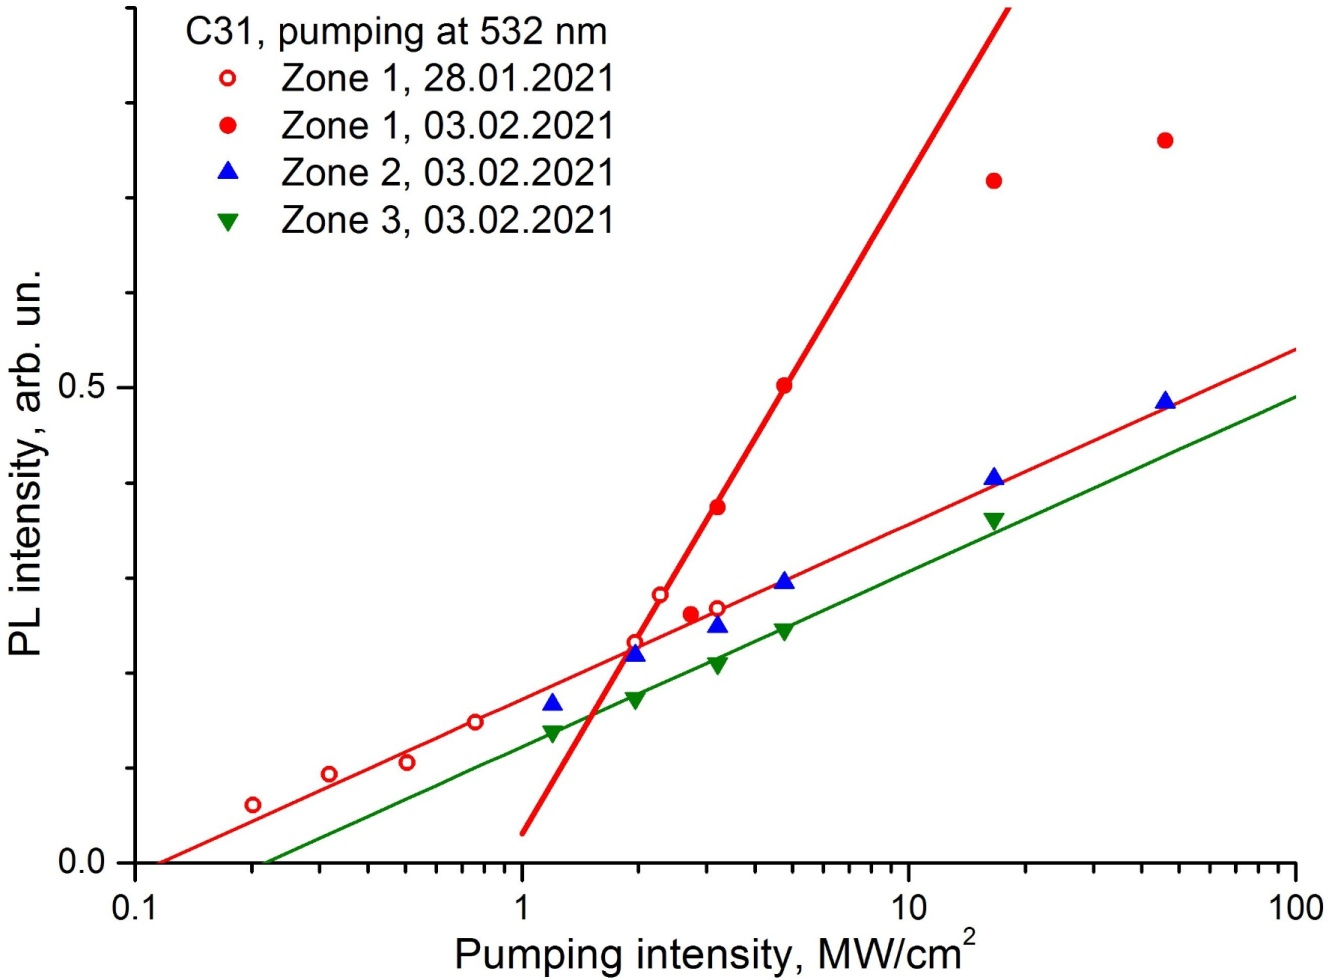 C31, pumping at 532 nm
Zone 1, 28.01.2021
Zone 1, 03.02.2021
Zone 2, 03.02.2021
Zone 3, 03.02.2021
PL intensity, arb. un.
0.5
0.0
0.1
1
10
100
Pumping intensity, MW/cm²